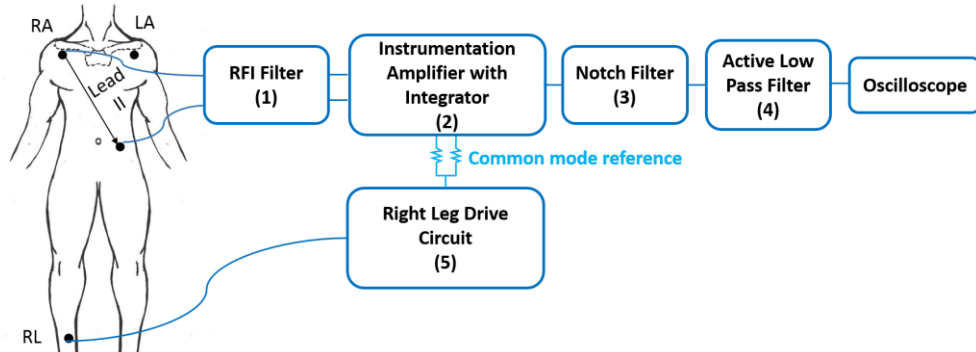 RA
LA
Lead
II
RFI Filter
(1)
Instrumentation
Amplifier with
Integrator
(2)
Notch Filter
(3)
Active Low
Pass Filter
(4)
Oscilloscope
Common mode reference
Right Leg Drive
Circuit
(5)
RL